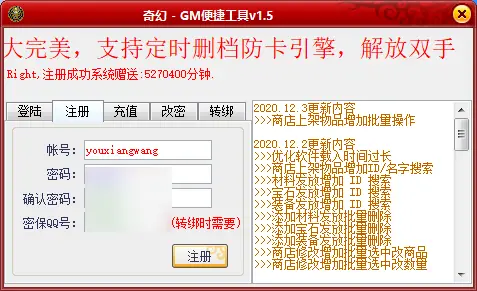 奇幻 - GM便捷工具v1.5
大完美，支持定时删档防卡引擎，解放双手
Right,注册成功系统赠送:5270400分钟.
登陆 注册 充值 改密 转绑
帐号: youxiangwang
密码:
确认密码:
密保QQ号: (转绑时需要)
注册
2020.12.3更新内容
>>>商店上架物品增加批量操作
2020.12.2更新内容
>>>优化软件载入时间过长
>>>商店上架物品增加ID/名字搜索
>>>材料发放增加 ID 搜索
>>>宝石发放增加 ID 搜索
>>>装备发放增加 ID 搜索
>>>添加材料发放批量删除
>>>添加宝石发放批量删除
>>>添加装备发放批量删除
>>>商店修改增加批量选中改商品
>>>商店修改增加批量选中改数量